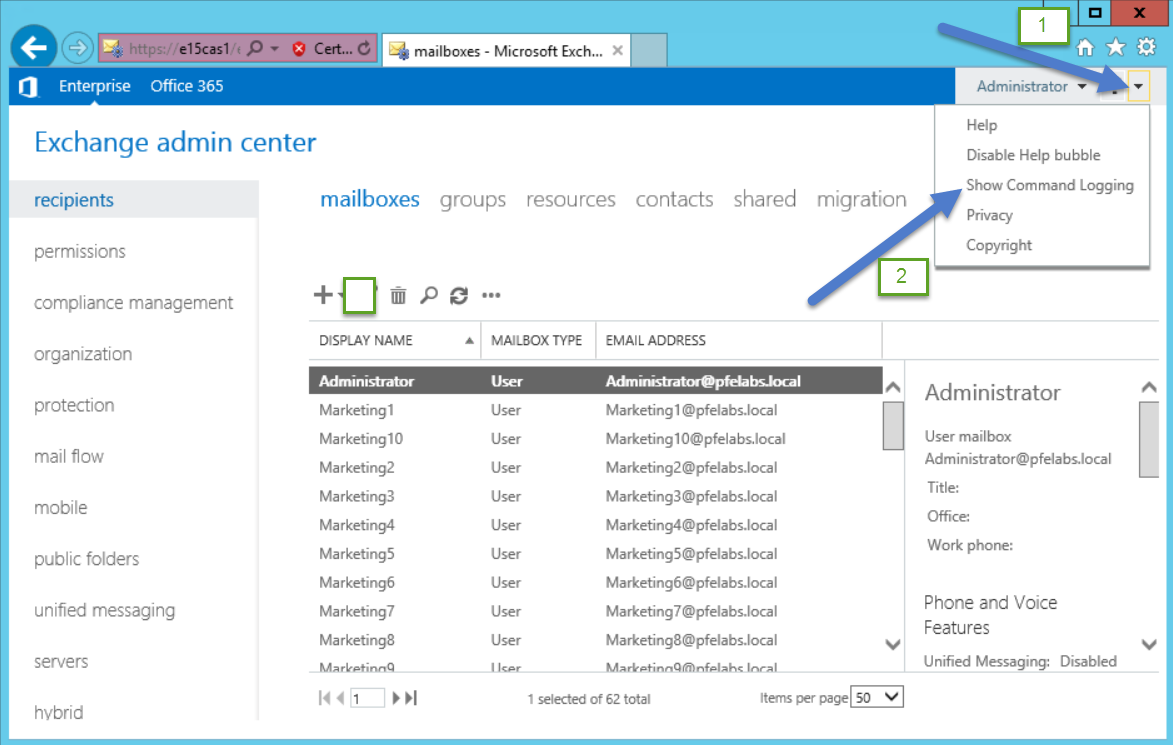 1
X
https://e15cas1/e
Cert...
mailboxes - Microsoft Exch...
Enterprise
Office 365
Administrator
Help
Disable Help bubble
Show Command Logging
Privacy
Copyright
2
Exchange admin center
recipients
permissions
compliance management
organization
protection
mail flow
mobile
public folders
unified messaging
servers
hybrid
mailboxes groups resources contacts shared migration
DISPLAY NAME MAILBOX TYPE EMAIL ADDRESS
Administrator User Administrator@pfelabs.local
Marketing1 User Marketing1@pfelabs.local
Marketing10 User Marketing10@pfelabs.local
Marketing2 User Marketing2@pfelabs.local
Marketing3 User Marketing3@pfelabs.local
Marketing4 User Marketing4@pfelabs.local
Marketing5 User Marketing5@pfelabs.local
Marketing6 User Marketing6@pfelabs.local
Marketing7 User Marketing7@pfelabs.local
Marketing8 User Marketing8@pfelabs.local
Marketing9 User Marketing9@pfelabs.local
1
1 selected of 62 total
Items per page 50
Administrator
User mailbox
Administrator@pfelabs.local
Title:
Office:
Work phone:
Phone and Voice
Features
Unified Messaging: Disabled